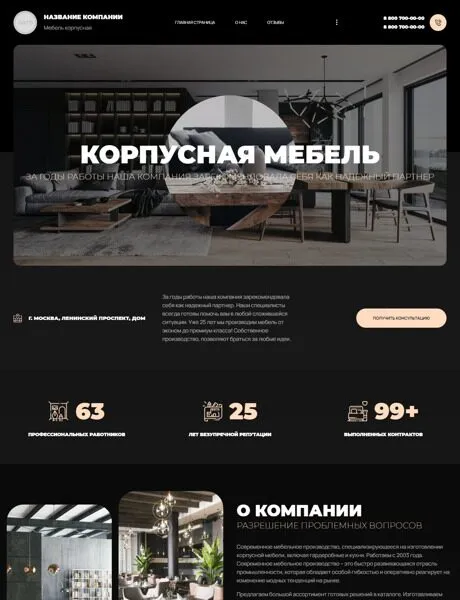 НАЗВАНИЕ КОМПАНИИ
Мебель корпусная
ГЛАВНАЯ СТРАНИЦА
О НАС
ОТЗЫВЫ
8 800 700-00-00
8 800 700-00-00
КОРПУСНАЯ МЕБЕЛЬ
ЗА ГОДЫ РАБОТЫ НАША КОМПАНИЯ ЗАРЕКОМЕНДОВАЛА СЕБЯ КАК НАДЕЖНЫЙ ПАРТНЕР
Г. МОСКВА, ЛЕНИНСКИЙ ПРОСПЕКТ, ДОМ
За годы работы наша компания зарекомендовала
себя как надежный партнер. Наши специалисты
всегда готовы помочь вам в любой сложившейся
ситуации. Уже 25 лет мы производим мебель от
эконом до премиум класса! Собственное
производство, позволяют браться за любые идеи.
ПОЛУЧИТЬ КОНСУЛЬТАЦИЮ
63
ПРОФЕССИОНАЛЬНЫХ РАБОТНИКОВ
25
ЛЕТ БЕЗУПРЕЧНОЙ РЕПУТАЦИИ
99+
ВЫПОЛНЕННЫХ КОНТРАКТОВ
О КОМПАНИИ
РАЗРЕШЕНИЕ ПРОБЛЕМНЫХ ВОПРОСОВ
Современное мебельное производство, специализирующееся на изготовлении
корпусной мебели, включая гардеробные и кухни. Работаем с 2003 года.
Современное мебельное производство - это быстро развивающаяся отрасль
промышленности, которая обладает особой гибкостью и оперативно реагирует на
изменение модных тенденций на рынке.
Предлагаем большой ассортимент готовых решений в каталоге. Изготавливаем